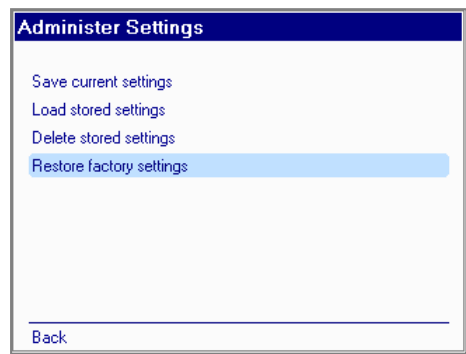 Administer Settings
Save current settings
Load stored settings
Delete stored settings
Restore factory settings
Back